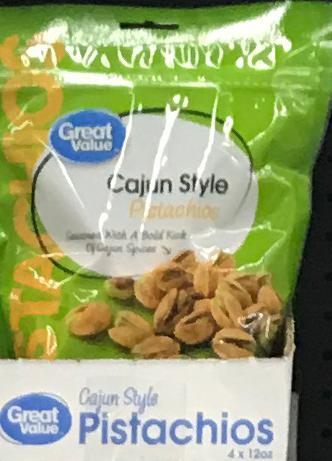 PISTACHIOS
Great
Value
Cajun Style
Pistachios
Seasoned With A Bold Kick
Of Cajun Spices
Great
Value
Cajun Style
Pistachios
4 x 12oz